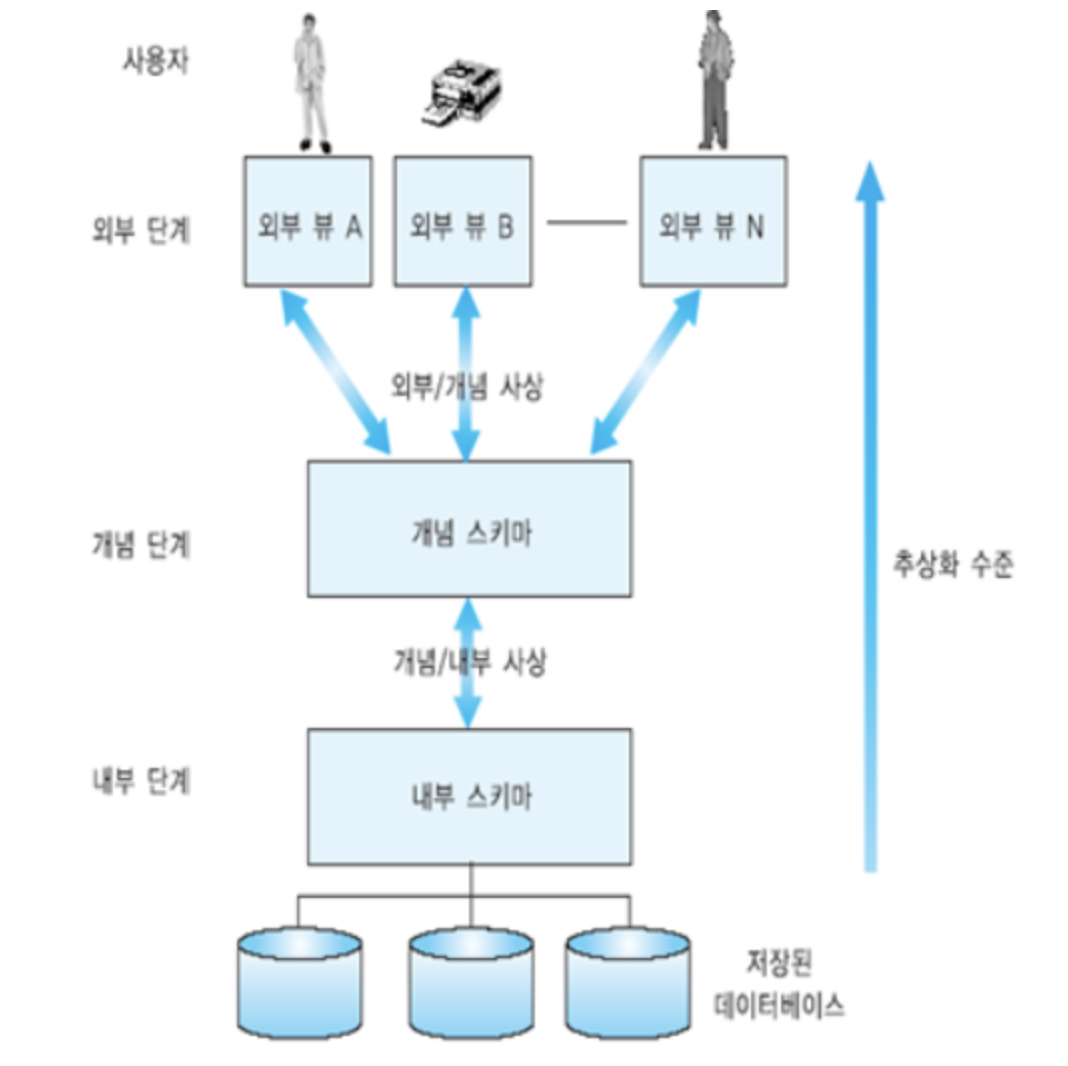 사용자
외부 단계
외부 뷰 A
외부 뷰 B
외부 뷰 N
외부/개념 사상
개념 단계
개념 스키마
추상화 수준
개념/내부 사상
내부 단계
내부 스키마
저장된
데이터베이스